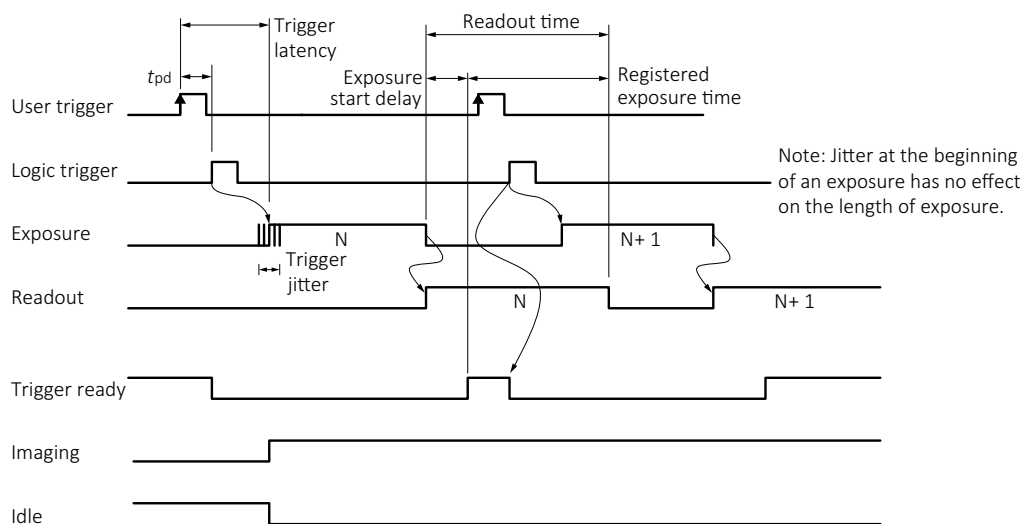 Trigger
latency
Readout time
tpd
Exposure
start delay
Registered
exposure time
User trigger
Logic trigger
Note: Jitter at the beginning
of an exposure has no effect
on the length of exposure.
Exposure
N
N+ 1
Trigger
jitter
Readout
N
N+ 1
Trigger ready
Imaging
Idle